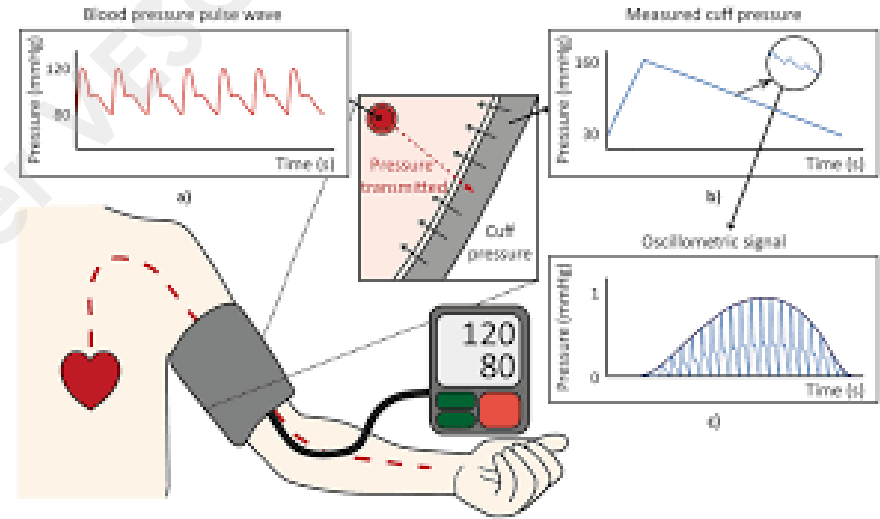 Blood pressure pulse wave
Pressure (mmHg)
120
80
Time (s)
a)
Pressure
transmitted
Cuff
pressure
Measured cuff pressure
Pressure (mmHg)
160
30
Time (s)
b)
Oscillometric signal
Pressure (mmHg)
1
0
Time (s)
c)
120
80